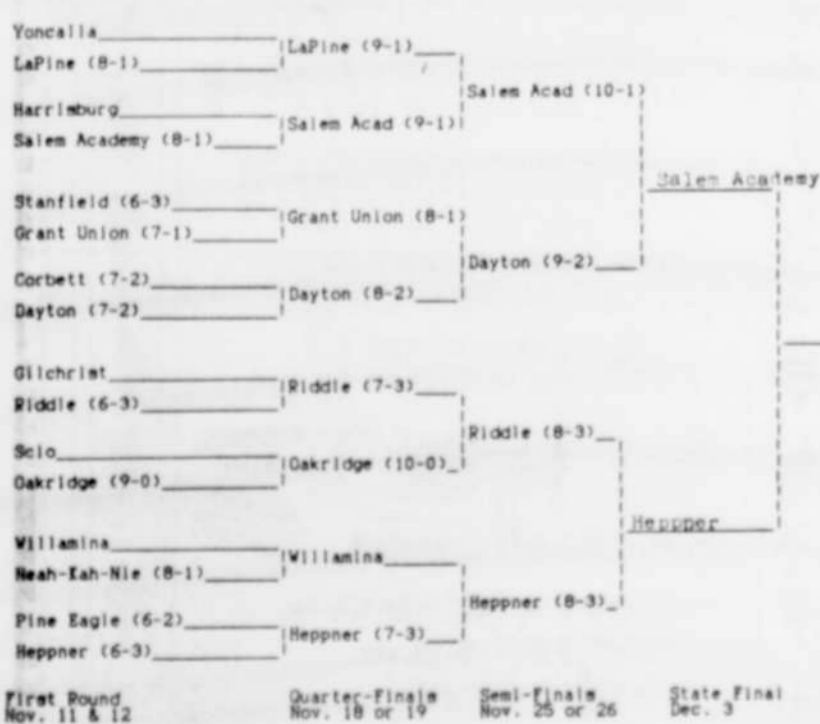 Yoncalla
LaPine (8-1)
Harrisburg
Salem Academy (8-1)
Stanfield (6-3)
Grant Union (7-1)
Corbett (7-2)
Dayton (7-2)
Gilchrist
Riddle (6-3)
Scio
Oakridge (9-0)
Willamina
Neah-Kah-Nie (8-1)
Pine Eagle (6-2)
Heppner (6-3)
First Round
Nov. 11 & 12
LaPine (9-1)
Salem Acad (9-1)
Grant Union (8-1)
Dayton (8-2)
Riddle (7-3)
Oakridge (10-0)
Willamina
Heppner (7-3)
Quarter-Finals
Nov. 18 or 19
Salem Acad (10-1)
Dayton (9-2)
Riddle (8-3)
Heppner (8-3)
Semi-Finals
Nov. 25 or 26
Salem Academy
Heppner
State Final
Dec. 3